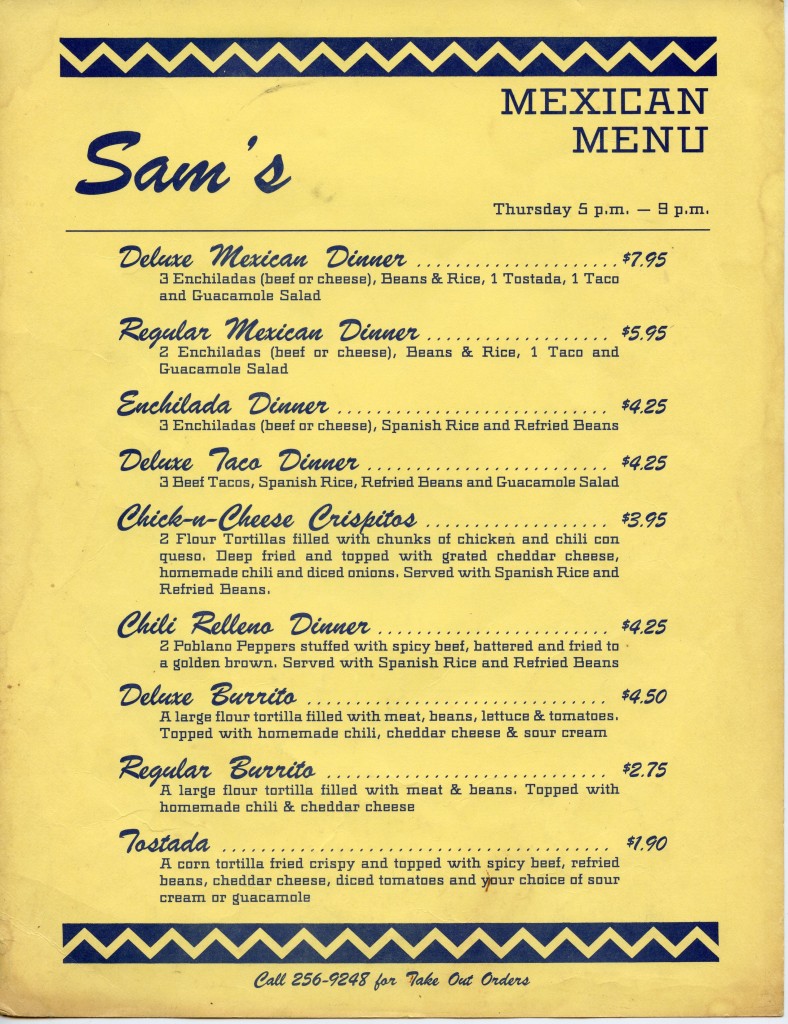 MEXICAN
MENU
Sam's
Thursday 5 p.m. — 9 p.m.
Deluxe Mexican Dinner ........................ $7.95
3 Enchiladas (beef or cheese), Beans & Rice, 1 Tostada, 1 Taco
and Guacamole Salad
Regular Mexican Dinner ...................... $5.95
2 Enchiladas (beef or cheese), Beans & Rice, 1 Taco and
Guacamole Salad
Enchilada Dinner ............................ $4.25
3 Enchiladas (beef or cheese), Spanish Rice and Refried Beans
Deluxe Taco Dinner ......................... $4.25
3 Beef Tacos, Spanish Rice, Refried Beans and Guacamole Salad
Chick-n-Cheese Crispitos ................... $3.95
2 Flour Tortillas filled with chunks of chicken and chili con
queso. Deep fried and topped with grated cheddar cheese,
homemade chili and diced onions. Served with Spanish Rice and
Refried Beans.
Chili Relleno Dinner ........................ $4.25
2 Poblano Peppers stuffed with spicy beef, battered and fried to
a golden brown. Served with Spanish Rice and Refried Beans
Deluxe Burrito ............................... $4.50
A large flour tortilla filled with meat, beans, lettuce & tomatoes.
Topped with homemade chili, cheddar cheese & sour cream
Regular Burrito ............................. $2.75
A large flour tortilla filled with meat & beans. Topped with
homemade chili & cheddar cheese
Tostada ........................................ $1.90
A corn tortilla fried crispy and topped with spicy beef, refried
beans, cheddar cheese, diced tomatoes and your choice of sour
cream or guacamole
Call 256-9248 for Take Out Orders